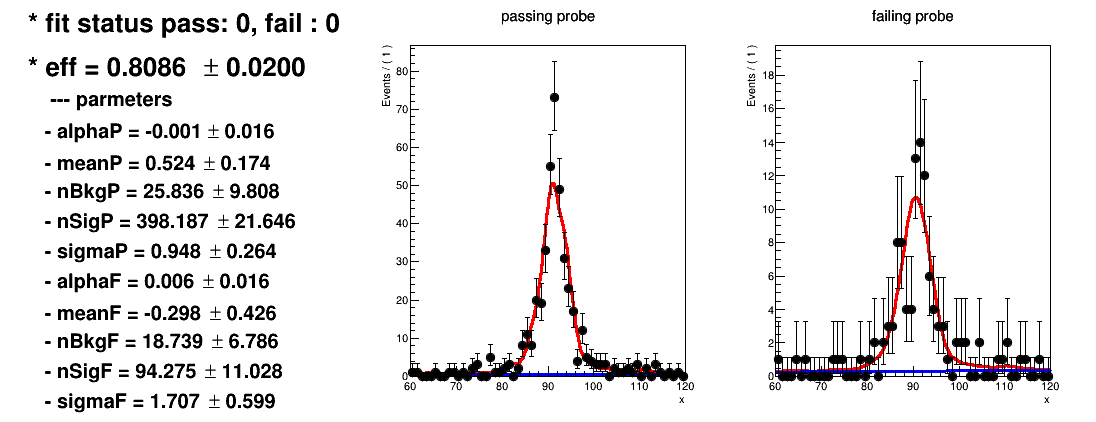 * fit status pass: 0, fail : 0
* eff = 0.8086 ± 0.0200
--- parmeters
- alphaP = -0.001 ± 0.016
- meanP = 0.524 ± 0.174
- nBkgP = 25.836 ± 9.808
- nSigP = 398.187 ± 21.646
- sigmaP = 0.948 ± 0.264
- alphaF = 0.006 ± 0.016
- meanF = -0.298 ± 0.426
- nBkgF = 18.739 ± 6.786
- nSigF = 94.275 ± 11.028
- sigmaF = 1.707 ± 0.599
passing probe
Events / ( 1 )
80
70
60
50
40
30
20
10
0
60 70 80 90 100 110 120
x
failing probe
Events / ( 1 )
18
16
14
12
10
8
6
4
2
0
60 70 80 90 100 110 120
x